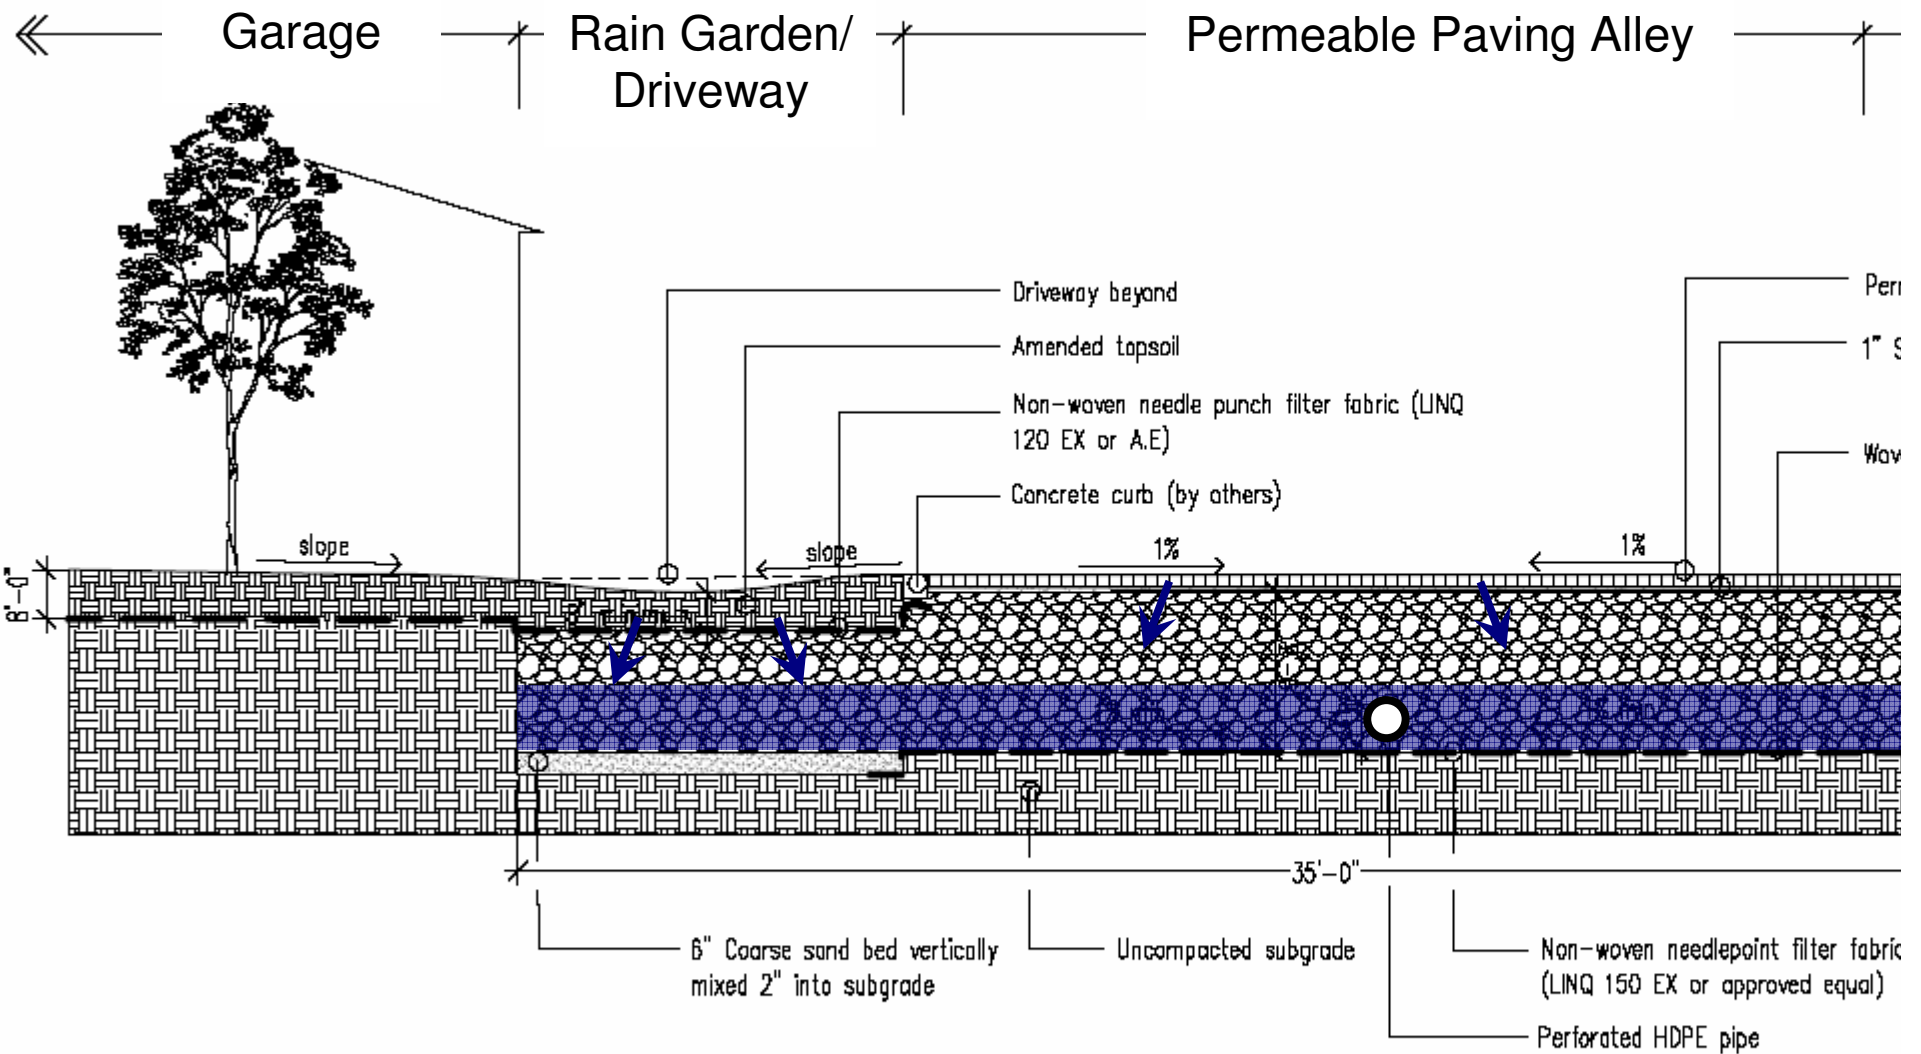 Garage
Rain Garden/
Driveway
Permeable Paving Alley
Driveway beyond
Amended topsoil
Non-woven needle punch filter fabric (LINQ
120 EX or A.E)
Concrete curb (by others)
Perr
1" S
Wov
slope
slope
1%
1%
8'-0"
35'-0"
6" Coarse sand bed vertically
mixed 2" into subgrade
Uncompacted subgrade
Non-woven needlepoint filter fabric
(LINQ 150 EX or approved equal)
Perforated HDPE pipe